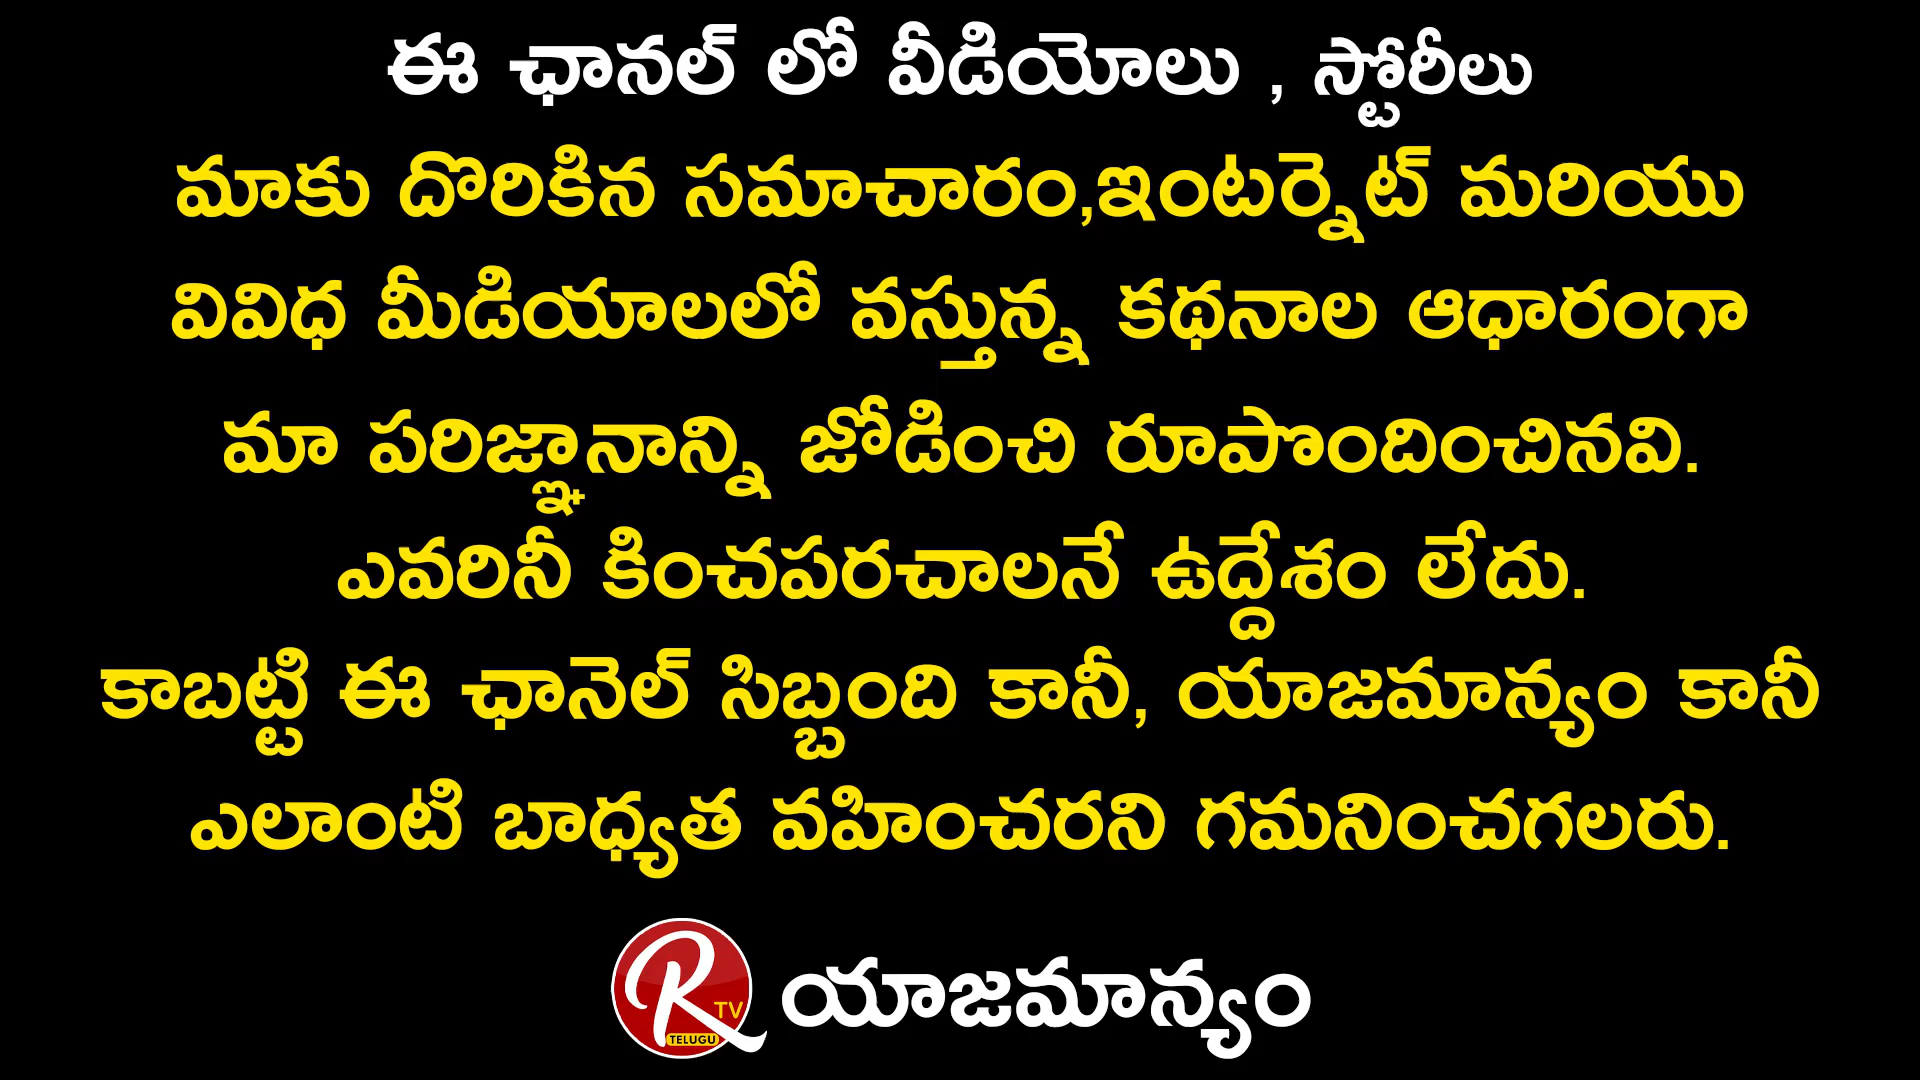 ఈ ఛానల్ లో వీడియోలు , స్టోరీలు
మాకు దొరికిన సమాచారం,ఇంటర్నెట్ మరియు
వివిధ మీడియాలలో వస్తున్న కథనాల ఆధారంగా
మా పరిజ్ఞానాన్ని జోడించి రూపొందించినవి.
ఎవరినీ కించపరచాలనే ఉద్దేశం లేదు.
కాబట్టి ఈ ఛానెల్ సిబ్బంది కానీ, యాజమాన్యం కానీ
ఎలాంటి బాధ్యత వహించరని గమనించగలరు.
R TV TELUGU యాజమాన్యం